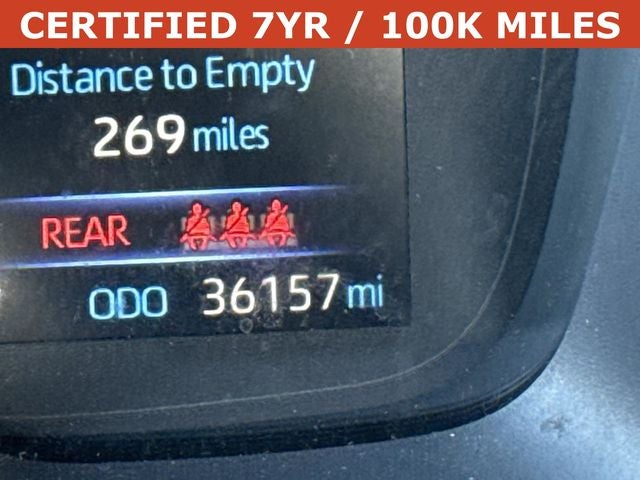 CERTIFIED 7YR / 100K MILES
Distance to Empty
269 miles
REAR
ODO 36157 mi